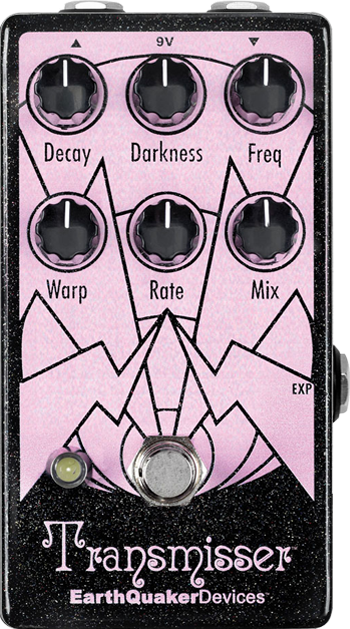 9V
Decay Darkness Freq
Warp Rate Mix
EXP
Transmisser
EarthQuakerDevices